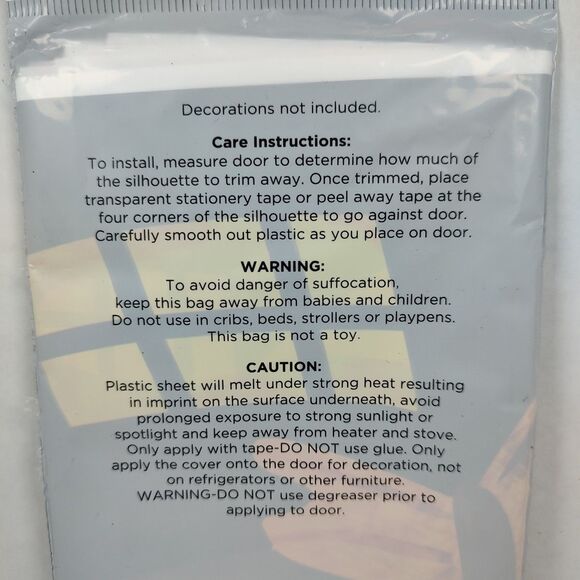 Decorations not included.
Care Instructions:
To install, measure door to determine how much of
the silhouette to trim away. Once trimmed, place
transparent stationery tape or peel away tape at the
four corners of the silhouette to go against door.
Carefully smooth out plastic as you place on door.
WARNING:
To avoid danger of suffocation,
keep this bag away from babies and children.
Do not use in cribs, beds, strollers or playpens.
This bag is not a toy.
CAUTION:
Plastic sheet will melt under strong heat resulting
in imprint on the surface underneath, avoid
prolonged exposure to strong sunlight or
spotlight and keep away from heater and stove.
Only apply with tape-DO NOT use glue. Only
apply the cover onto the door for decoration, not
on refrigerators or other furniture.
WARNING-DO NOT use degreaser prior to
applying to door.